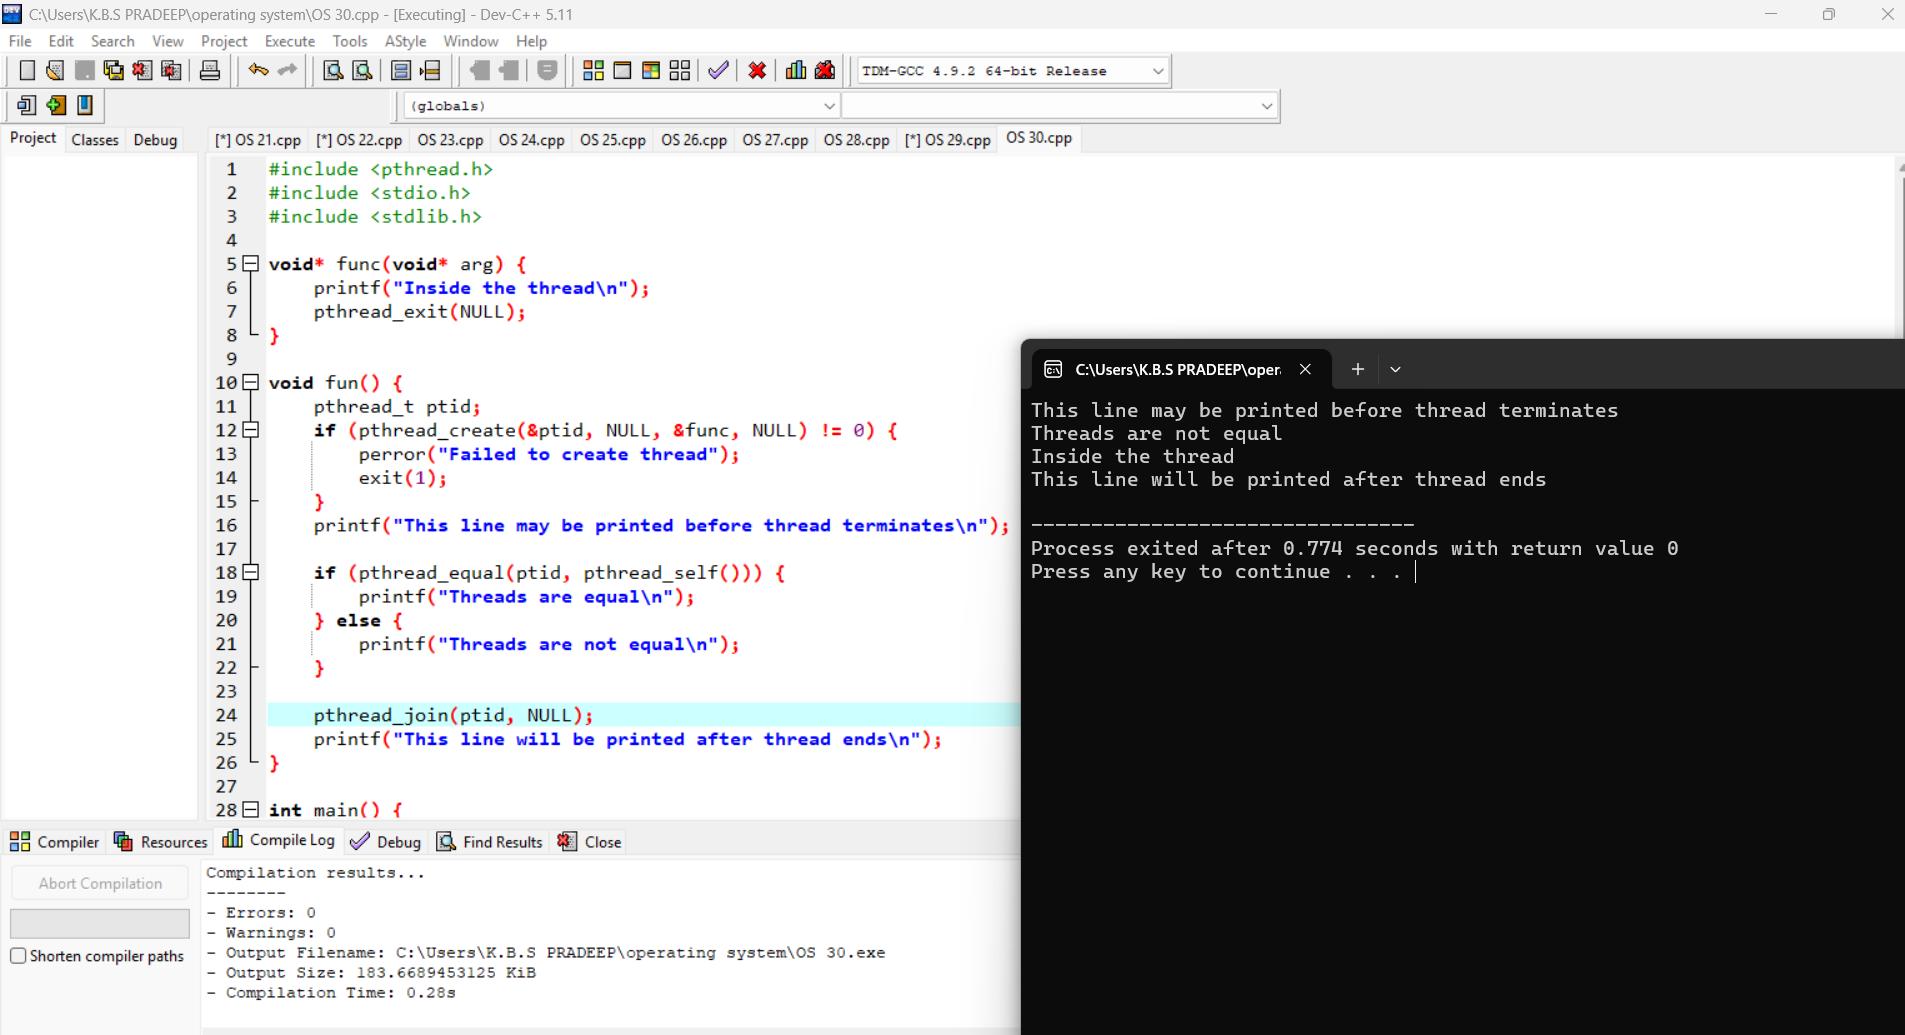 C:\Users\K.B.S PRADEEP\operating system\OS 30.cpp - [Executing] - Dev-C++ 5.11
File Edit Search View Project Execute Tools AStyle Window Help
TDM-GCC 4.9.2 64-bit Release
(globals)
Project Classes Debug
[*] OS 21.cpp [*] OS 22.cpp OS 23.cpp OS 24.cpp OS 25.cpp OS 26.cpp OS 27.cpp OS 28.cpp [*] OS 29.cpp OS 30.cpp
1 #include <pthread.h>
2 #include <stdio.h>
3 #include <stdlib.h>
4
5 void* func(void* arg) {
6 printf("Inside the thread\n");
7 pthread_exit(NULL);
8 }
9
10 void fun() {
11 pthread_t ptid;
12 if (pthread_create(&ptid, NULL, &func, NULL) != 0) {
13 perror("Failed to create thread");
14 exit(1);
15 }
16 printf("This line may be printed before thread terminates\n");
17
18 if (pthread_equal(ptid, pthread_self())) {
19 printf("Threads are equal\n");
20 } else {
21 printf("Threads are not equal\n");
22 }
23
24 pthread_join(ptid, NULL);
25 printf("This line will be printed after thread ends\n");
26 }
27
28 int main() {
C:\Users\K.B.S PRADEEP\oper
This line may be printed before thread terminates
Threads are not equal
Inside the thread
This line will be printed after thread ends
--------------------------------
Process exited after 0.774 seconds with return value 0
Press any key to continue . . .
Compiler Resources Compile Log Debug Find Results Close
Abort Compilation
Shorten compiler paths
Compilation results...
--------
- Errors: 0
- Warnings: 0
- Output Filename: C:\Users\K.B.S PRADEEP\operating system\OS 30.exe
- Output Size: 183.6689453125 KiB
- Compilation Time: 0.28s